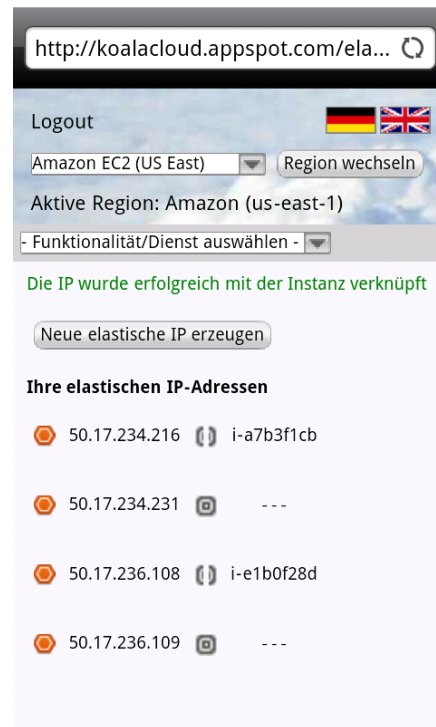 http://koalacloud.appspot.com/ela...
Logout
Amazon EC2 (US East) Region wechseln
Aktive Region: Amazon (us-east-1)
- Funktionalität/Dienst auswählen -
Die IP wurde erfolgreich mit der Instanz verknüpft
Neue elastische IP erzeugen
Ihre elastischen IP-Adressen
50.17.234.216 i-a7b3f1cb
50.17.234.231 ---
50.17.236.108 i-e1b0f28d
50.17.236.109 ---